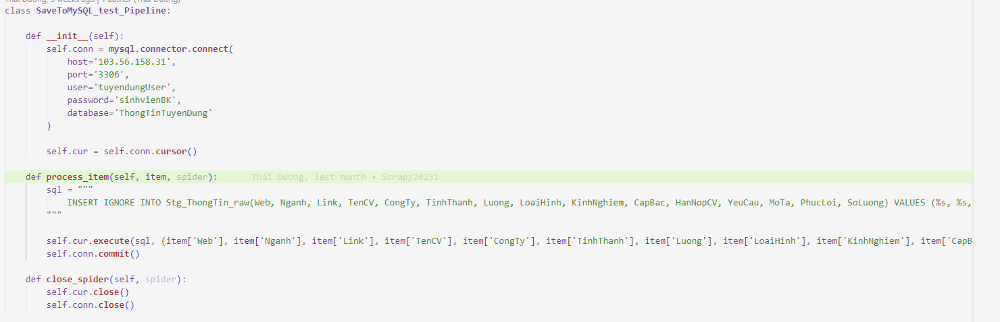 Thái Dương, 3 weeks ago | 1 author (Thái Dương)
class SaveToMySQL_test_Pipeline:
def __init__(self):
self.conn = mysql.connector.connect(
host='103.56.158.31',
port='3306',
user='tuyendungUser',
password='sinhvienBK',
database='ThongTinTuyenDung'
)
self.cur = self.conn.cursor()
def process_item(self, item, spider): Thái Dương, last month • Scrapy20231
sql = """
INSERT IGNORE INTO Stg_ThongTin_raw(Web, Nganh, Link, TenCV, CongTy, TinhThanh, Luong, LoaiHinh, KinhNghiem, CapBac, HanNopCV, YeuCau, MoTa, PhucLoi, SoLuong) VALUES (%s, %s,
"""
self.cur.execute(sql, (item['Web'], item['Nganh'], item['Link'], item['TenCV'], item['CongTy'], item['TinhThanh'], item['Luong'], item['LoaiHinh'], item['KinhNghiem'], item['CapB
self.conn.commit()
def close_spider(self, spider):
self.cur.close()
self.conn.close()